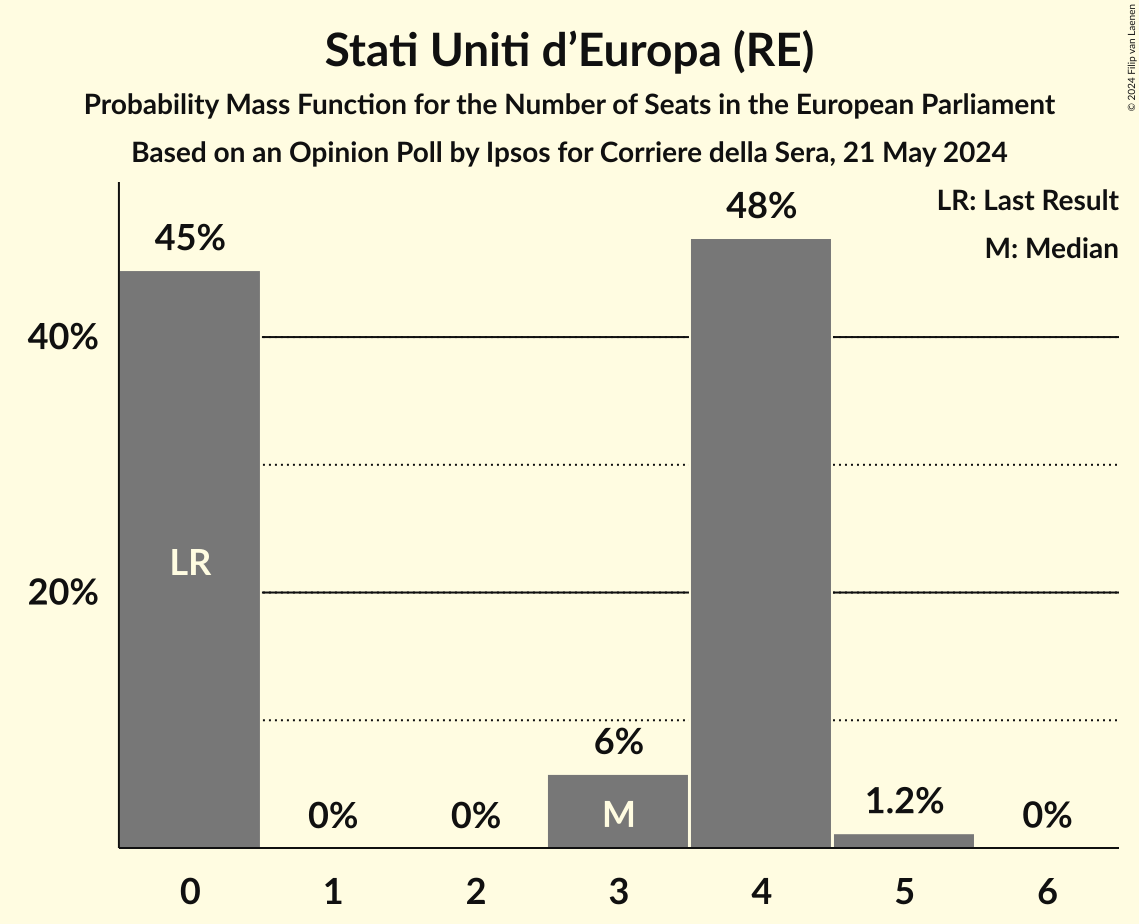 Stati Uniti d’Europa (RE)
Probability Mass Function for the Number of Seats in the European Parliament
Based on an Opinion Poll by Ipsos for Corriere della Sera, 21 May 2024
© 2024 Filip van Laenen
LR: Last Result
M: Median
45%
0%
0%
6%
48%
1.2%
0%
40%
20%
LR
M
0
1
2
3
4
5
6